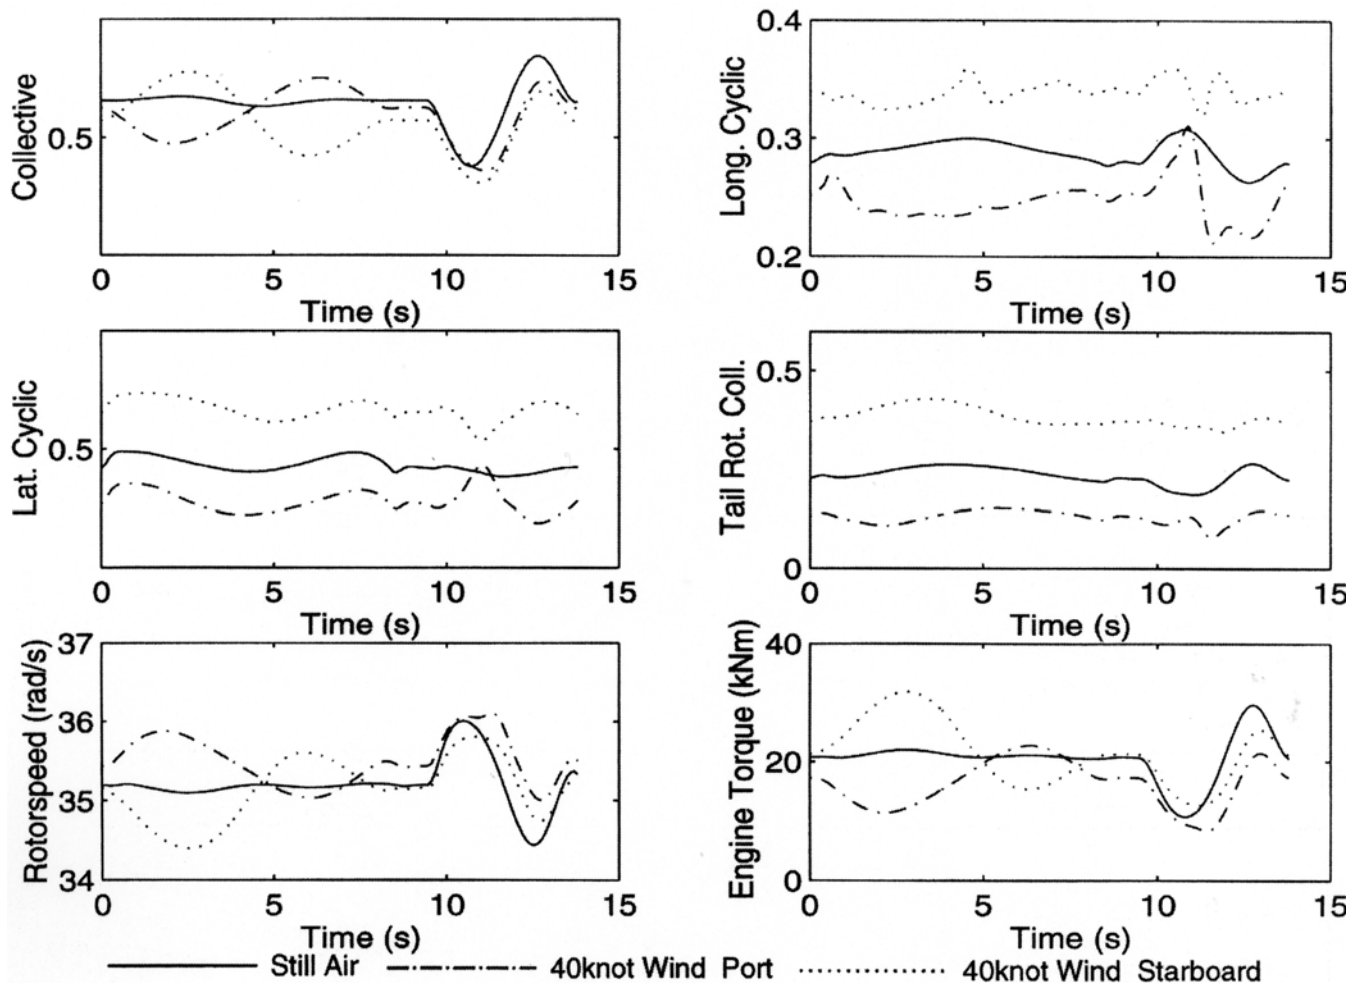 Collective
0.5
0 5 10 15
Time (s)
Long. Cyclic
0.4
0.3
0.2
0 5 10 15
Time (s)
Lat. Cyclic
0.5
0 5 10 15
Time (s)
Tail Rot. Coll.
0.5
0
0 5 10 15
Time (s)
Rotorspeed (rad/s)
37
36
35
34
0 5 10 15
Time (s)
Engine Torque (kNm)
40
20
0
0 5 10 15
Time (s)
Still Air 40knot Wind Port 40knot Wind Starboard